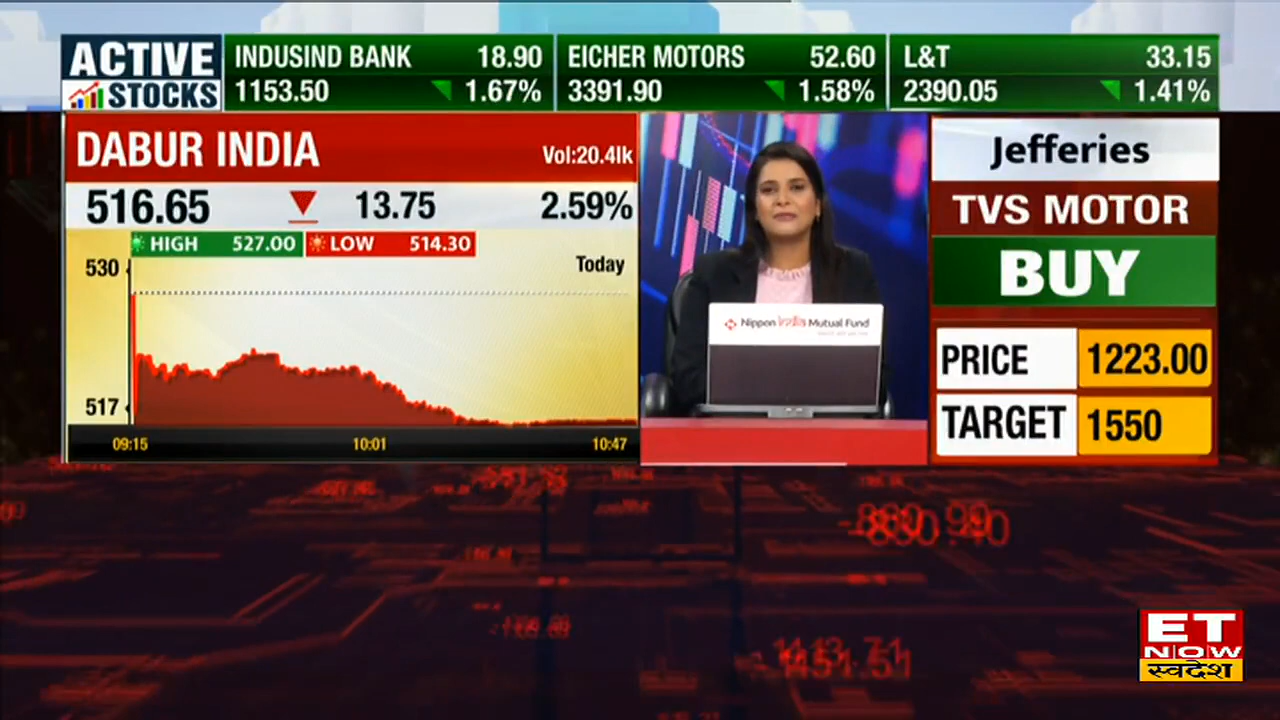 ACTIVE
STOCKS
INDUSIND BANK 18.90
1153.50 1.67%
EICHER MOTORS 52.60
3391.90 1.58%
L&T 33.15
2390.05 1.41%
DABUR INDIA Vol:20.4lk
516.65 13.75 2.59%
HIGH 527.00 LOW 514.30
530 Today
517
09:15 10:01 10:47
Nippon india Mutual Fund
Jefferies
TVS MOTOR
BUY
PRICE 1223.00
TARGET 1550
ET
NOW
स्वदेश